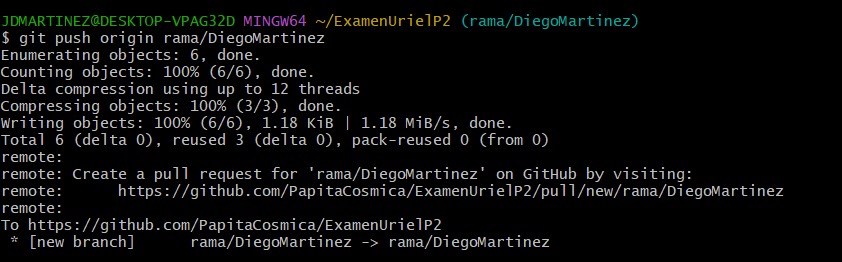 JDMARTINEZ@DESKTOP-VPAG32D MINGW64 ~/ExamenUrielP2 (rama/DiegoMartinez)
$ git push origin rama/DiegoMartinez
Enumerating objects: 6, done.
Counting objects: 100% (6/6), done.
Delta compression using up to 12 threads
Compressing objects: 100% (3/3), done.
Writing objects: 100% (6/6), 1.18 KiB | 1.18 MiB/s, done.
Total 6 (delta 0), reused 3 (delta 0), pack-reused 0 (from 0)
remote:
remote: Create a pull request for 'rama/DiegoMartinez' on GitHub by visiting:
remote:      https://github.com/PapitaCosmica/ExamenUrielP2/pull/new/rama/DiegoMartinez
remote:
To https://github.com/PapitaCosmica/ExamenUrielP2
 * [new branch]      rama/DiegoMartinez -> rama/DiegoMartinez